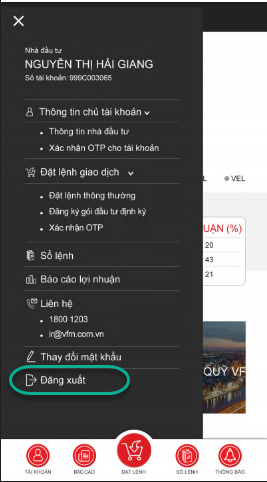 Nhà đầu tư
NGUYỄN THỊ HẢI GIANG
Số tài khoản: 999C003065
Thông tin chủ tài khoản
Thông tin nhà đầu tư
Xác nhận OTP cho tài khoản
Đặt lệnh giao dịch
Đặt lệnh thông thường
Đăng ký gói đầu tư định kỳ
Xác nhận OTP
Sổ lệnh
Báo cáo lợi nhuận
Liên hệ
1800 1203
ir@vfm.com.vn
Thay đổi mật khẩu
Đăng xuất
L VEL
UẬN (%)
20
43
21
QUỸ VF
TÀI KHOẢN
BÁO CÁO
ĐẶT LỆNH
SỔ LỆNH
THÔNG BÁO